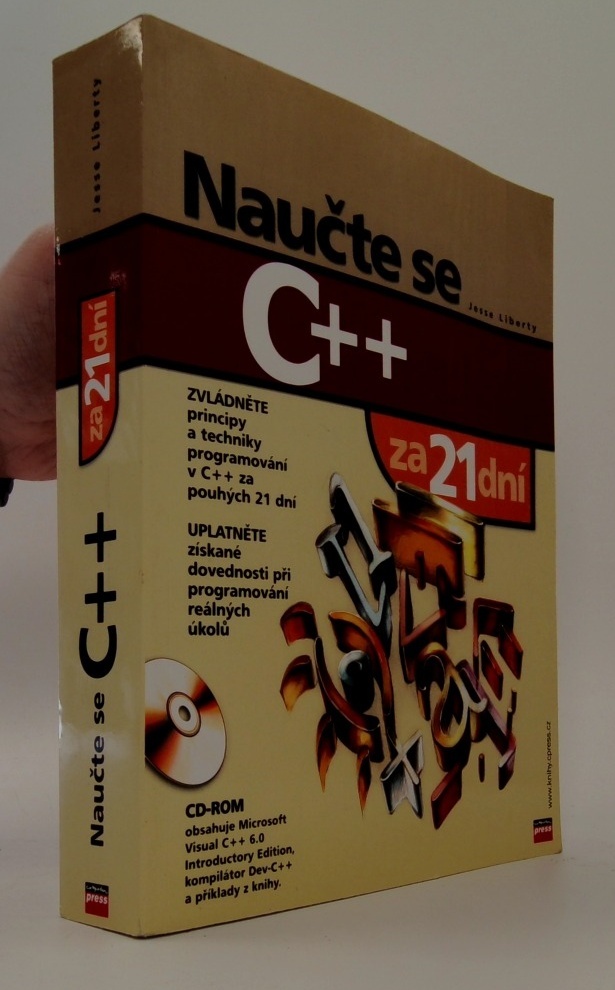 Jesse Liberty
za 21 dní
Naučte se C++
press
Naučte se
Jesse Liberty
C++
za 21 dní
ZVLÁDNĚTE
principy
a techniky
programování
v C++ za
pouhých 21 dní
UPLATNĚTE
získané
dovednosti při
programování
reálných
úkolů
CD-ROM
obsahuje Microsoft
Visual C++ 6.0
Introductory Edition,
kompilátor Dev-C++
a příklady z knihy.
www.knihy.cpress.cz
press